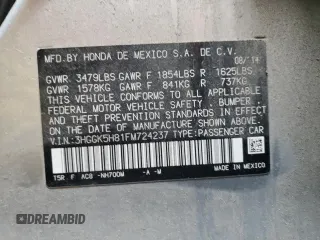 MFD.BY HONDA DE MEXICO S.A. DE C.V.
08/14
GVWR 3479LBS GAWR F 1854LBS R 1625LBS
GVWR 1578KG GAWR F 841KG R 737KG
THIS VEHICLE CONFORMS TO ALL APPLICABLE
FEDERAL MOTOR VEHICLE SAFETY, BUMPER,
AND THEFT PREVENTION STANDARDS IN EFFECT
ON THE DATE OF MANUFACTURE SHOWN ABOVE.
V.I.N.:3HGGK5H81FM724237 TYPE:PASSENGER CAR
T5R F AC8 -NH700M -A -M
MADE IN MEXICO
DREAMBID
DREAMBID